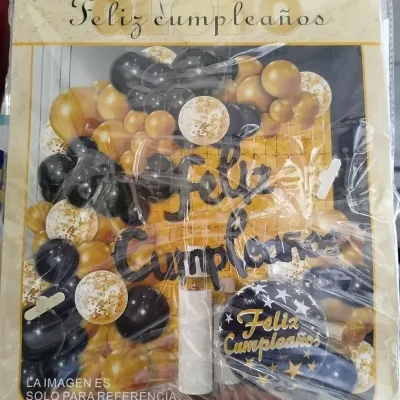 Feliz cumpleaños
Feliz
Cumpleaños
Feliz
Cumpleaños
LA IMAGEN ES
SOLO PARA REFERENCIA